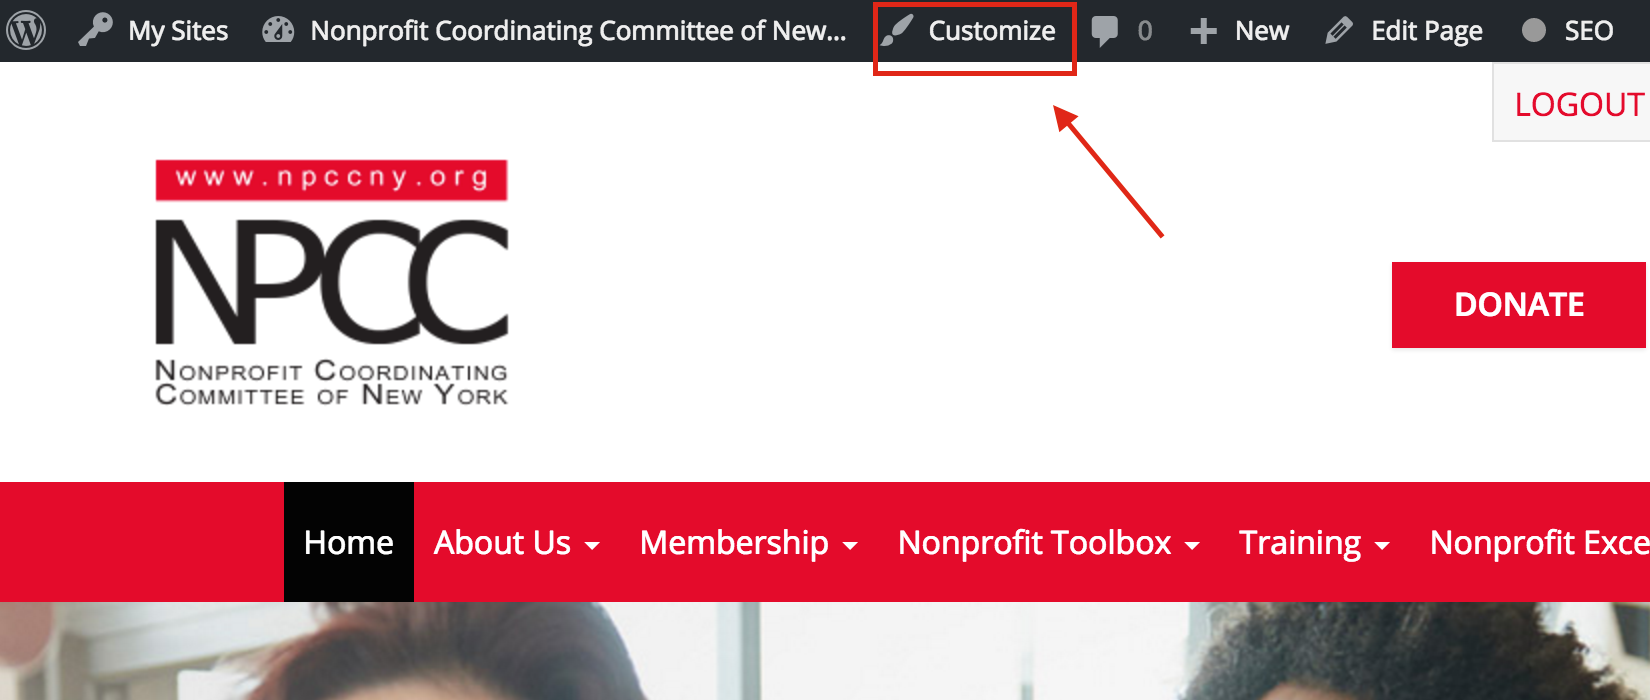 My Sites Nonprofit Coordinating Committee of New... Customize 0 New Edit Page SEO
LOGOUT
www.npccny.org
NPCC
NONPROFIT COORDINATING
COMMITTEE OF NEW YORK
DONATE
Home About Us Membership Nonprofit Toolbox Training Nonprofit Exce